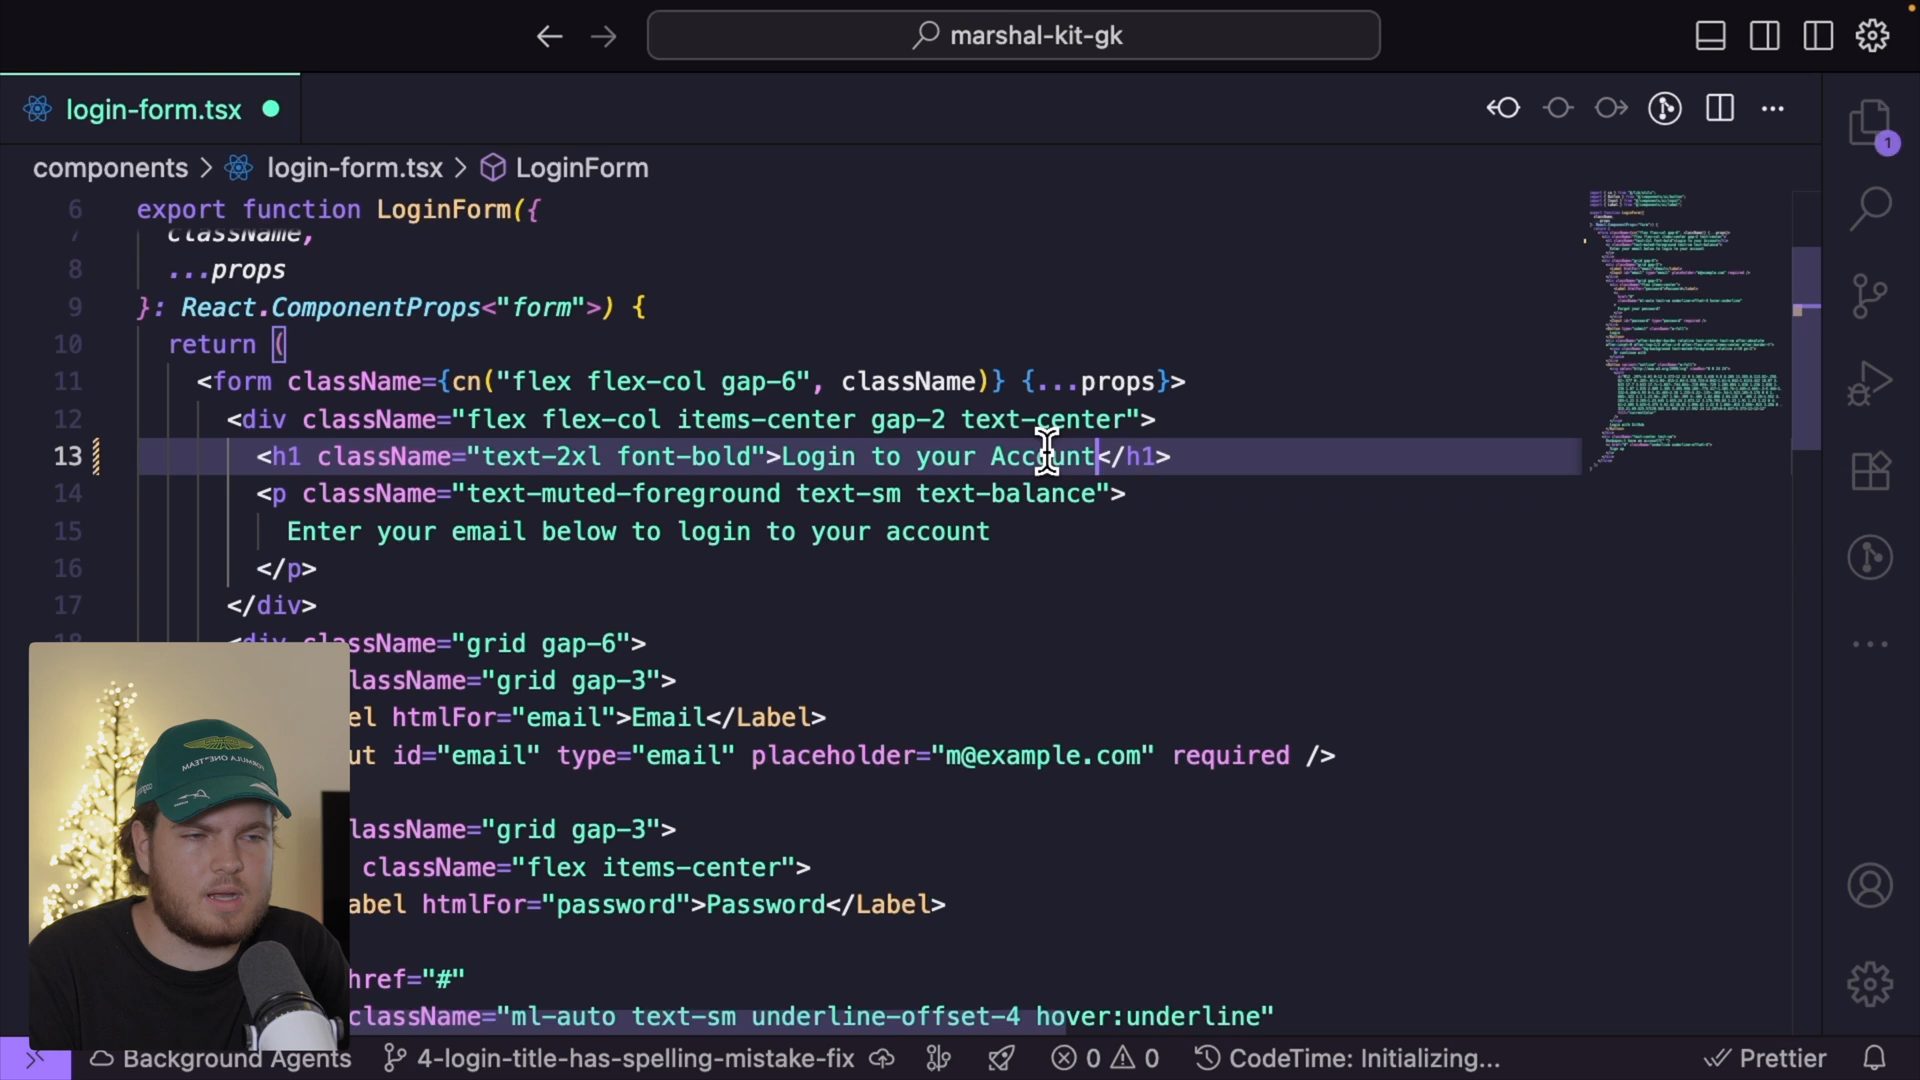 marshal-kit-gk
login-form.tsx
1
components > login-form.tsx > LoginForm
6 export function LoginForm({
7 className,
8 ...props
9 }: React.ComponentProps<"form">) {
10 return (
11 <form className={cn("flex flex-col gap-6", className)} {...props}>
12 <div className="flex flex-col items-center gap-2 text-center">
13 <h1 className="text-2xl font-bold">Login to your Account</h1>
14 <p className="text-muted-foreground text-sm text-balance">
15 Enter your email below to login to your account
16 </p>
17 </div>
18 <div className="grid gap-6">
lassName="grid gap-3">
el htmlFor="email">Email</Label>
ut id="email" type="email" placeholder="m@example.com" required />
lassName="grid gap-3">
className="flex items-center">
abel htmlFor="password">Password</Label>
href="#"
className="ml-auto text-sm underline-offset-4 hover:underline"
FORMULA ONE™ TEAM
Background Agents 4-login-title-has-spelling-mistake-fix 0 0 CodeTime: Initializing... Prettier